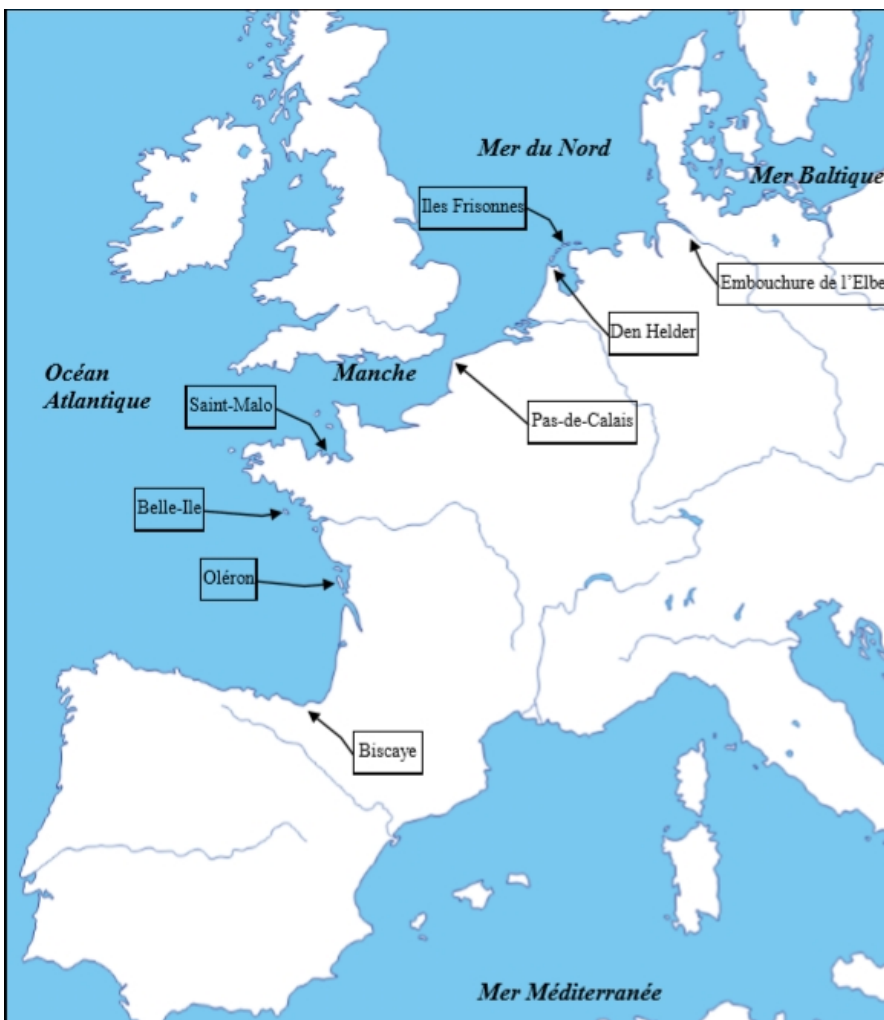 Mer du Nord
Mer Baltique
Iles Frisonnes
Embouchure de l'Elbe
Den Helder
Océan
Atlantique
Manche
Saint-Malo
Pas-de-Calais
Belle-Ile
Oléron
Biscaye
Mer Méditerranée